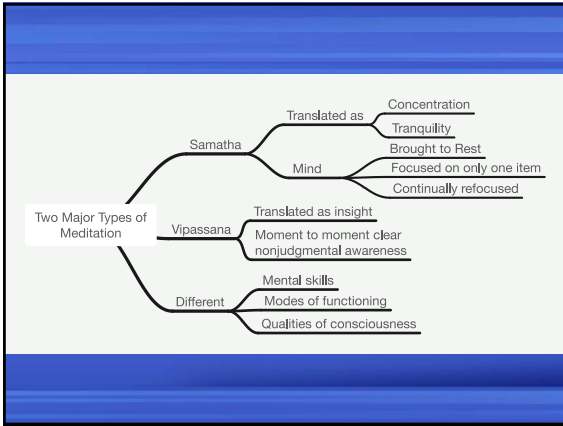 Two Major Types of
Meditation
Samatha
Translated as
Concentration
Tranquility
Mind
Brought to Rest
Focused on only one item
Continually refocused
Vipassana
Translated as insight
Moment to moment clear
nonjudgmental awareness
Different
Mental skills
Modes of functioning
Qualities of consciousness